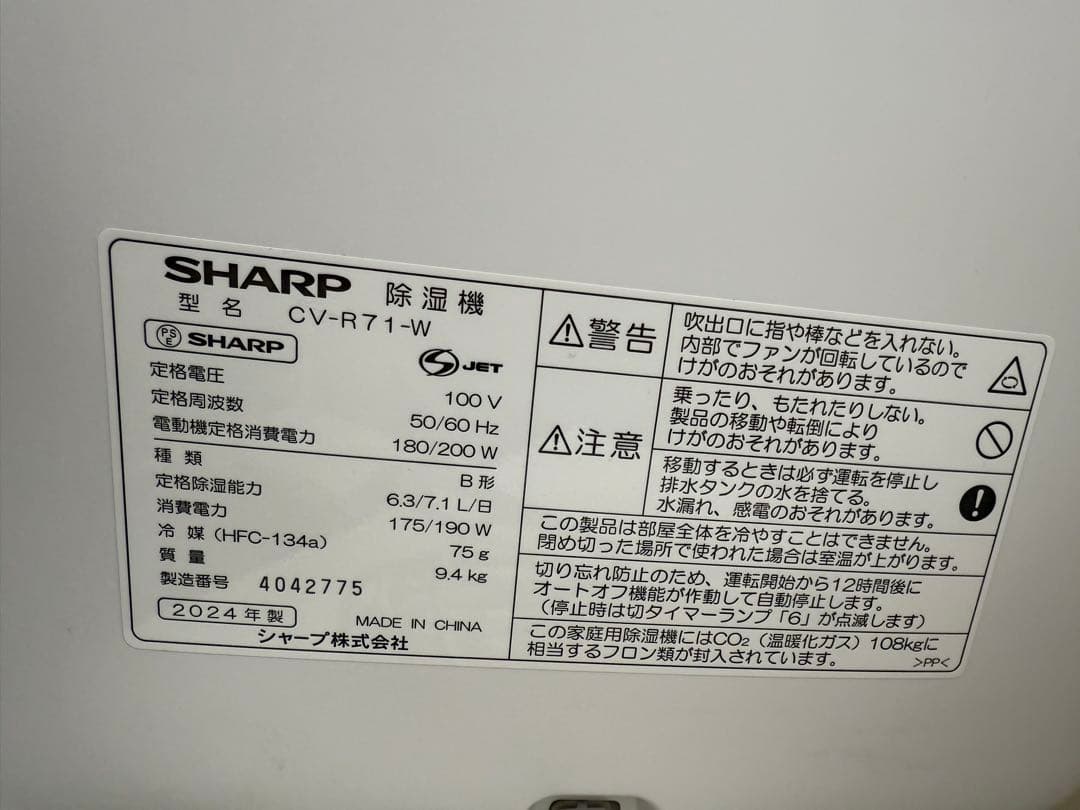 SHARP 除湿機
型名 CV-R71-W
PSE SHARP
S JET
定格電圧 100 V
定格周波数 50/60 Hz
電動機定格消費電力 180/200 W
種類 B形
定格除湿能力 6.3/7.1 L/日
消費電力 175/190 W
冷媒 (HFC-134a) 75 g
質量 9.4 kg
製造番号 4042775
2024年製 MADE IN CHINA
シャープ株式会社
警告
吹出口に指や棒などを入れない。
内部でファンが回転しているので
けがのおそれがあります。
注意
乗ったり、もたれたりしない。
製品の移動や転倒により
けがのおそれがあります。
移動するときは必ず運転を停止し
排水タンクの水を捨てる。
水漏れ、感電のおそれがあります。
この製品は部屋全体を冷やすことはできません。
閉め切った場所で使われた場合は室温が上がります。
切り忘れ防止のため、運転開始から12時間後に
オートオフ機能が作動して自動停止します。
(停止時は切タイマーランプ「6」が点滅します)
この家庭用除湿機にはCO₂（温暖化ガス）108kgに
相当するフロン類が封入されています。
>PP<